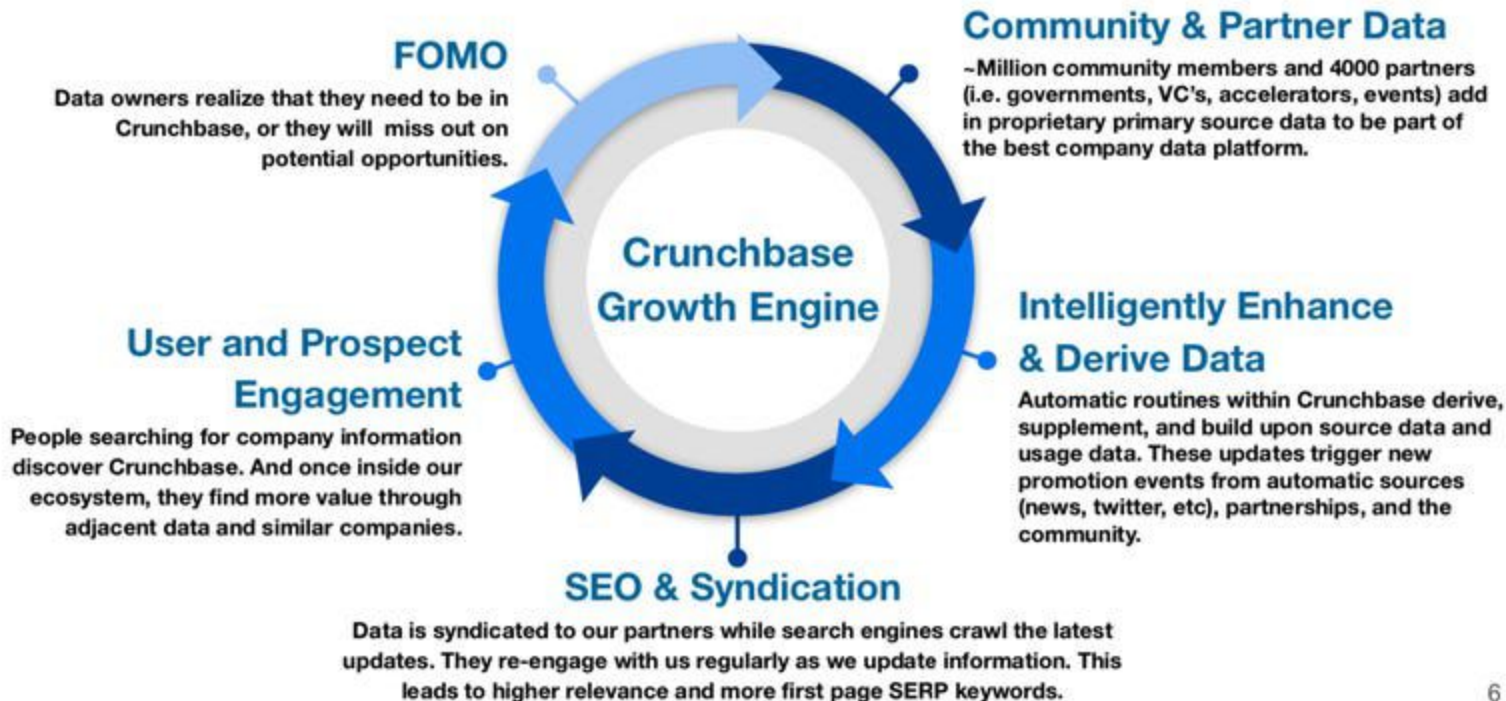 FOMO
Data owners realize that they need to be in
Crunchbase, or they will miss out on
potential opportunities.
Community & Partner Data
~Million community members and 4000 partners
(i.e. governments, VC's, accelerators, events) add
in proprietary primary source data to be part of
the best company data platform.
Crunchbase
Growth Engine
User and Prospect
Engagement
People searching for company information
discover Crunchbase. And once inside our
ecosystem, they find more value through
adjacent data and similar companies.
Intelligently Enhance
& Derive Data
Automatic routines within Crunchbase derive,
supplement, and build upon source data and
usage data. These updates trigger new
promotion events from automatic sources
(news, twitter, etc), partnerships, and the
community.
SEO & Syndication
Data is syndicated to our partners while search engines crawl the latest
updates. They re-engage with us regularly as we update information. This
leads to higher relevance and more first page SERP keywords.
6